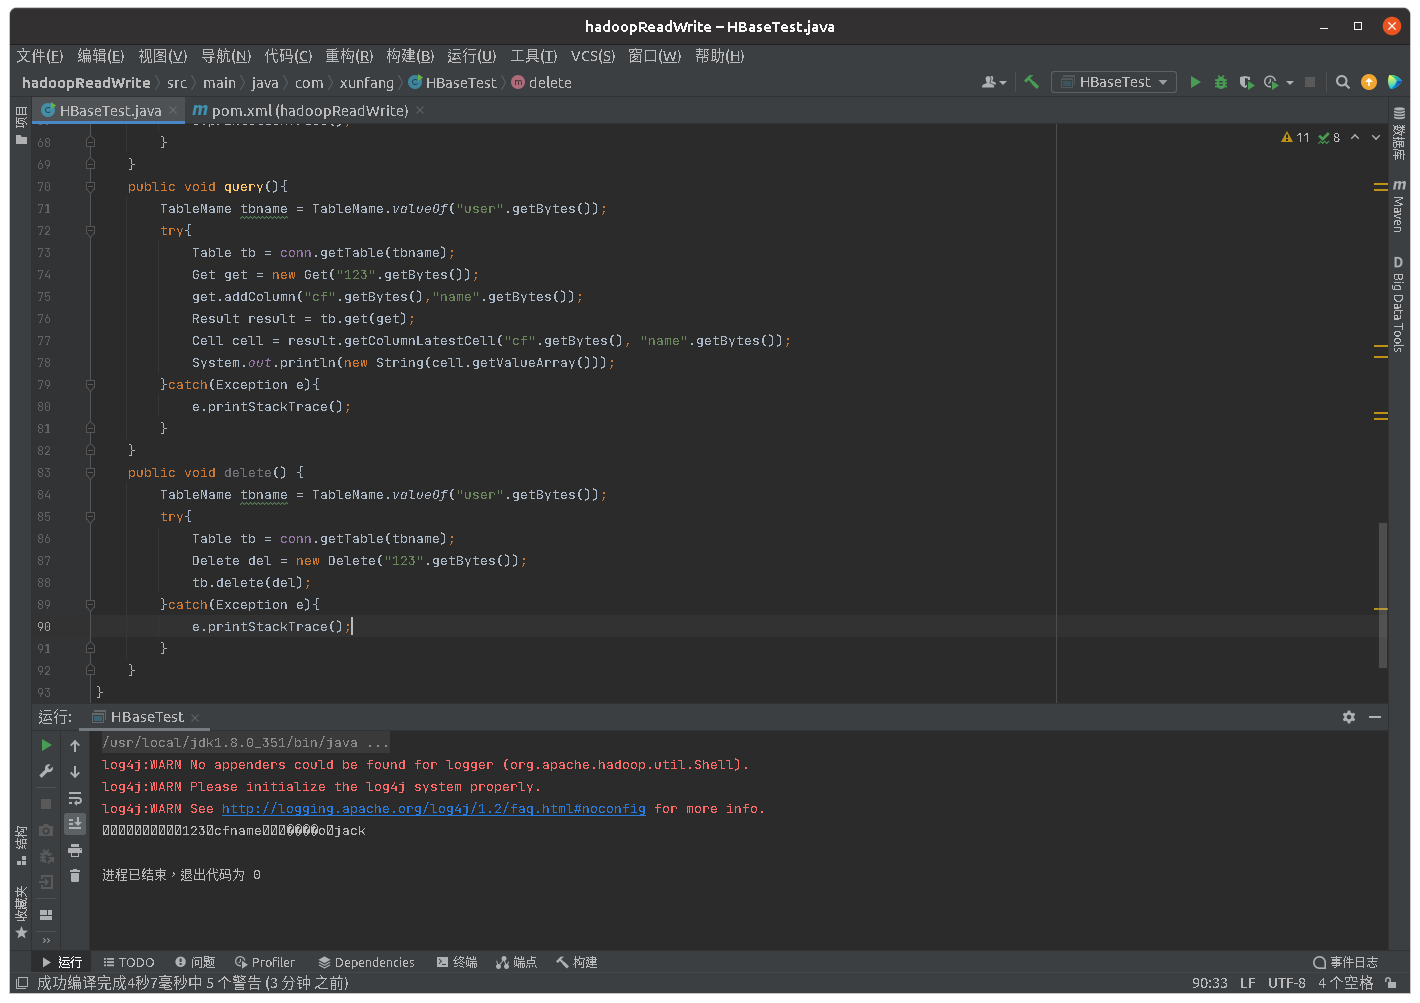 hadoopReadWrite – HBaseTest.java
文件(F) 编辑(E) 视图(V) 导航(N) 代码(C) 重构(R) 构建(B) 运行(U) 工具(T) VCS(S) 窗口(W) 帮助(H)
hadoopReadWrite src main java com xunfang HBaseTest delete HBaseTest
HBaseTest.java pom.xml (hadoopReadWrite)
项目
11 8
68 }
69 }
70 public void query(){
71 TableName tbname = TableName.valueOf("user".getBytes());
72 try{
73 Table tb = conn.getTable(tbname);
74 Get get = new Get("123".getBytes());
75 get.addColumn("cf".getBytes(),"name".getBytes());
76 Result result = tb.get(get);
77 Cell cell = result.getColumnLatestCell("cf".getBytes(), "name".getBytes());
78 System.out.println(new String(cell.getValueArray()));
79 }catch(Exception e){
80 e.printStackTrace();
81 }
82 }
83 public void delete() {
84 TableName tbname = TableName.valueOf("user".getBytes());
85 try{
86 Table tb = conn.getTable(tbname);
87 Delete del = new Delete("123".getBytes());
88 tb.delete(del);
89 }catch(Exception e){
90 e.printStackTrace();
91 }
92 }
93 }
数据库
Maven
Big Data Tools
运行: HBaseTest
/usr/local/jdk1.8.0_351/bin/java ...
log4j:WARN No appenders could be found for logger (org.apache.hadoop.util.Shell).
log4j:WARN Please initialize the log4j system properly.
log4j:WARN See http://logging.apache.org/log4j/1.2/faq.html#noconfig for more info.
123 cfname ����o jack
进程已结束，退出代码为 0
结构
收藏夹
运行 TODO 问题 Profiler Dependencies 终端 端点 构建 事件日志
成功编译完成4秒7毫秒中 5 个警告 (3 分钟 之前) 90:33 LF UTF-8 4 个空格